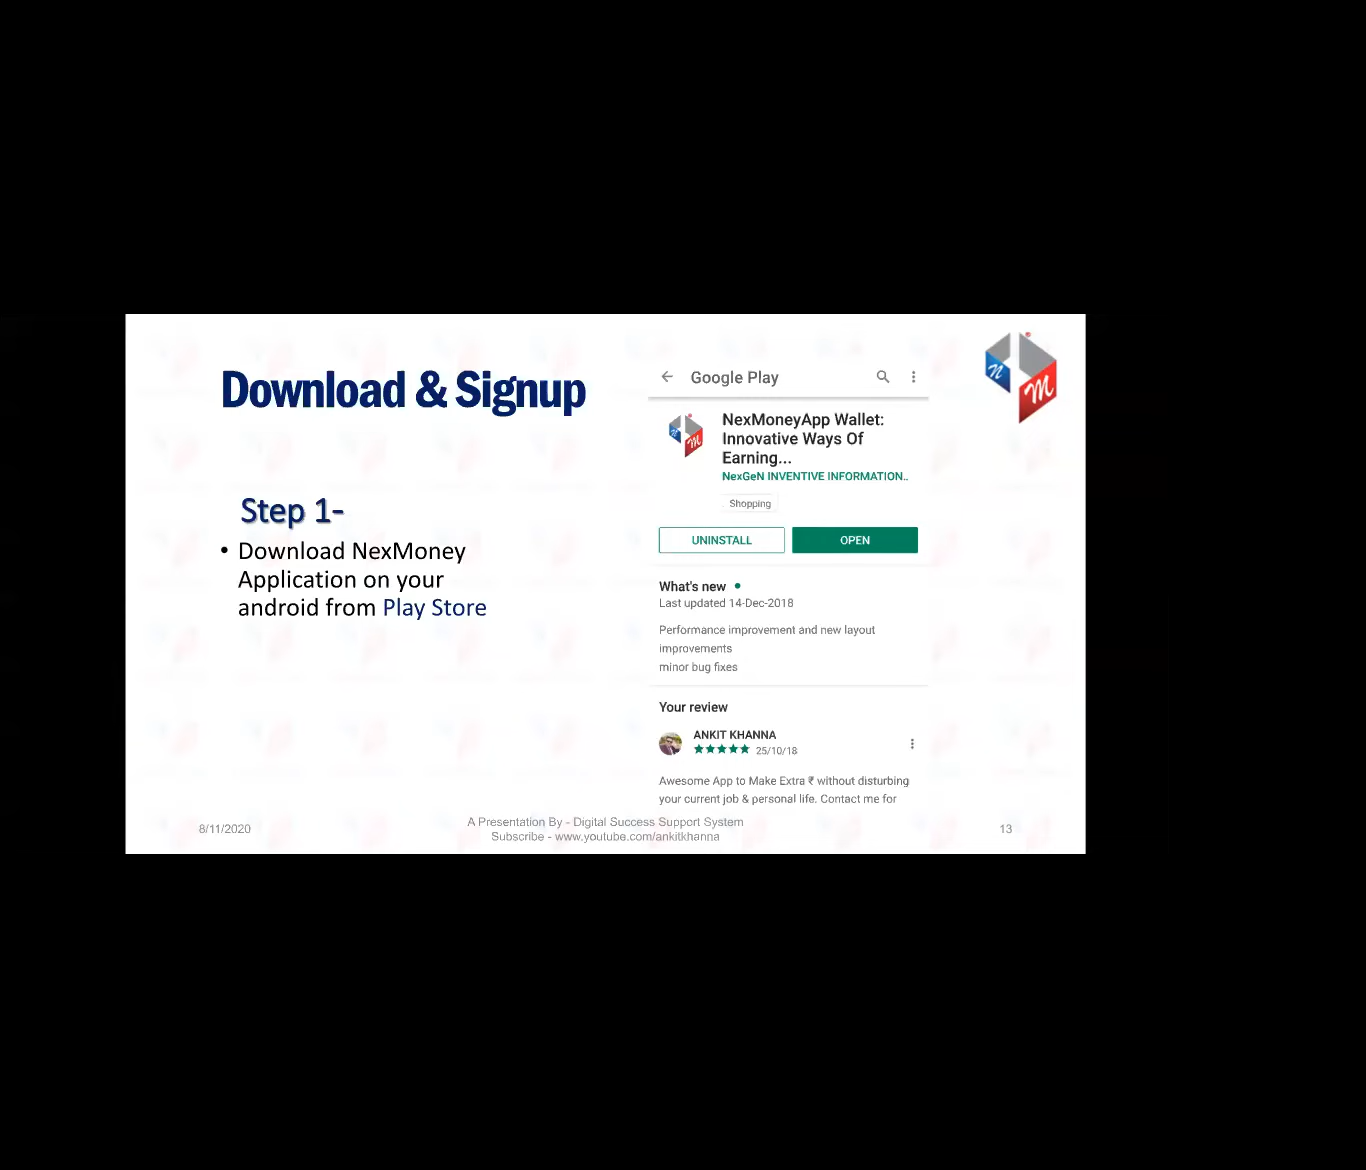 Download & Signup
Step 1-
• Download NexMoney
Application on your
android from Play Store
Google Play
NexMoneyApp Wallet:
Innovative Ways Of
Earning...
NexGeN INVENTIVE INFORMATION..
Shopping
UNINSTALL
OPEN
What's new
Last updated 14-Dec-2018
Performance improvement and new layout
improvements
minor bug fixes
Your review
ANKIT KHANNA
★★★★★ 25/10/18
Awesome App to Make Extra ₹ without disturbing
your current job & personal life. Contact me for
n
m
8/11/2020
A Presentation By - Digital Success Support System
Subscribe - www.youtube.com/ankitkhanna
13